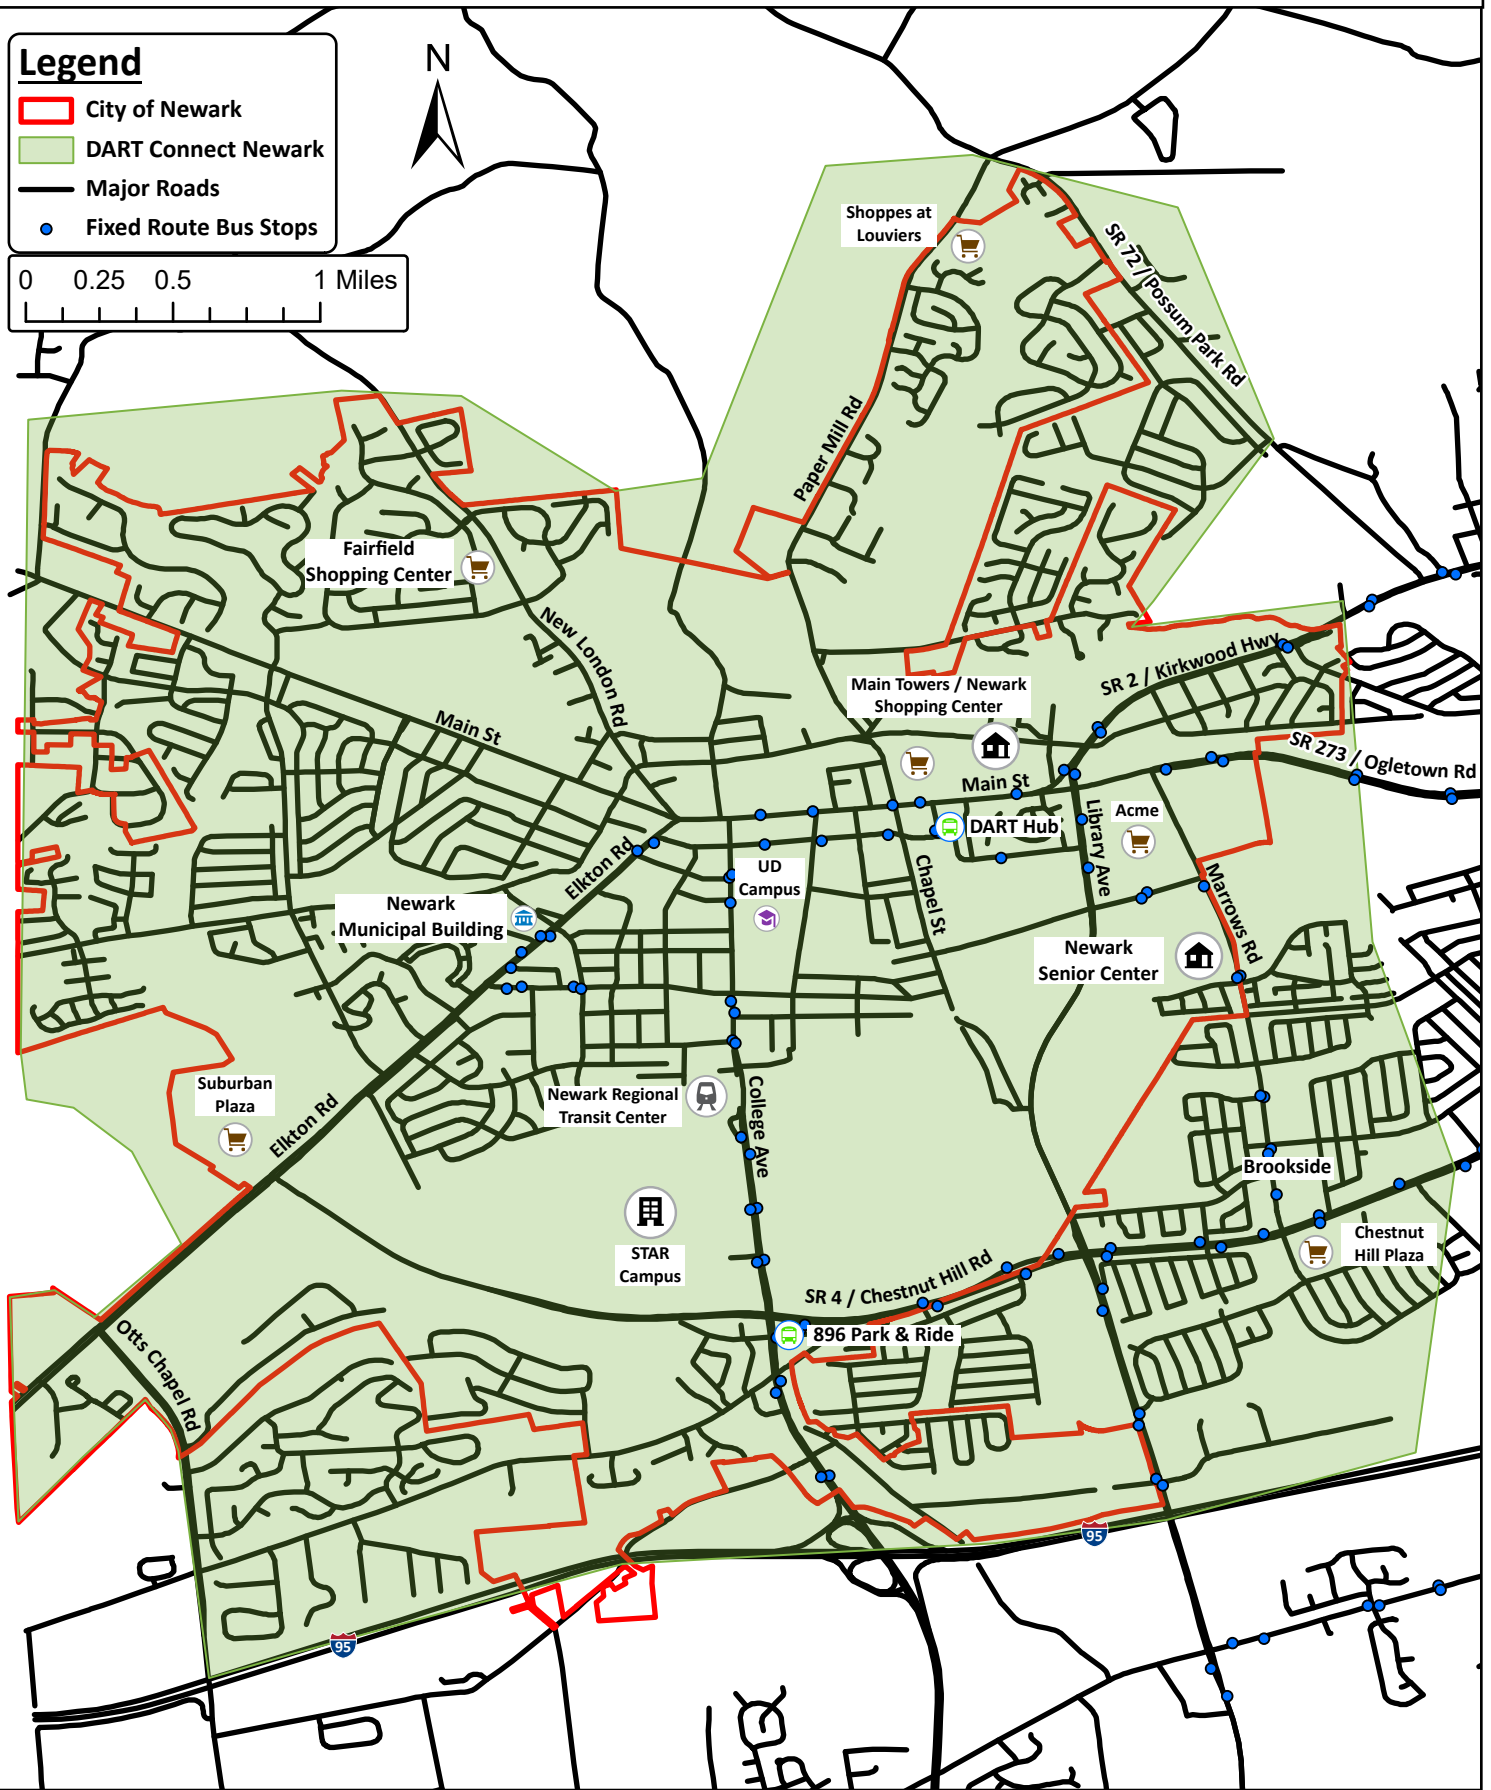 Legend
City of Newark
DART Connect Newark
Major Roads
Fixed Route Bus Stops
N
0 0.25 0.5 1 Miles
Shoppes at
Louviers
SR 72 / Possum Park Rd
Paper Mill Rd
Fairfield
Shopping Center
New London Rd
Main St
SR 2 / Kirkwood Hwy
Main Towers / Newark
Shopping Center
SR 273 / Ogletown Rd
Main St
DART Hub
Library Ave
Acme
Elkton Rd
UD
Campus
Chapel St
Marrows Rd
Newark
Municipal Building
Newark
Senior Center
Suburban
Plaza
Elkton Rd
Newark Regional
Transit Center
College Ave
Brookside
STAR
Campus
Chestnut
Hill Plaza
SR 4 / Chestnut Hill Rd
896 Park & Ride
Otts Chapel Rd
95
95